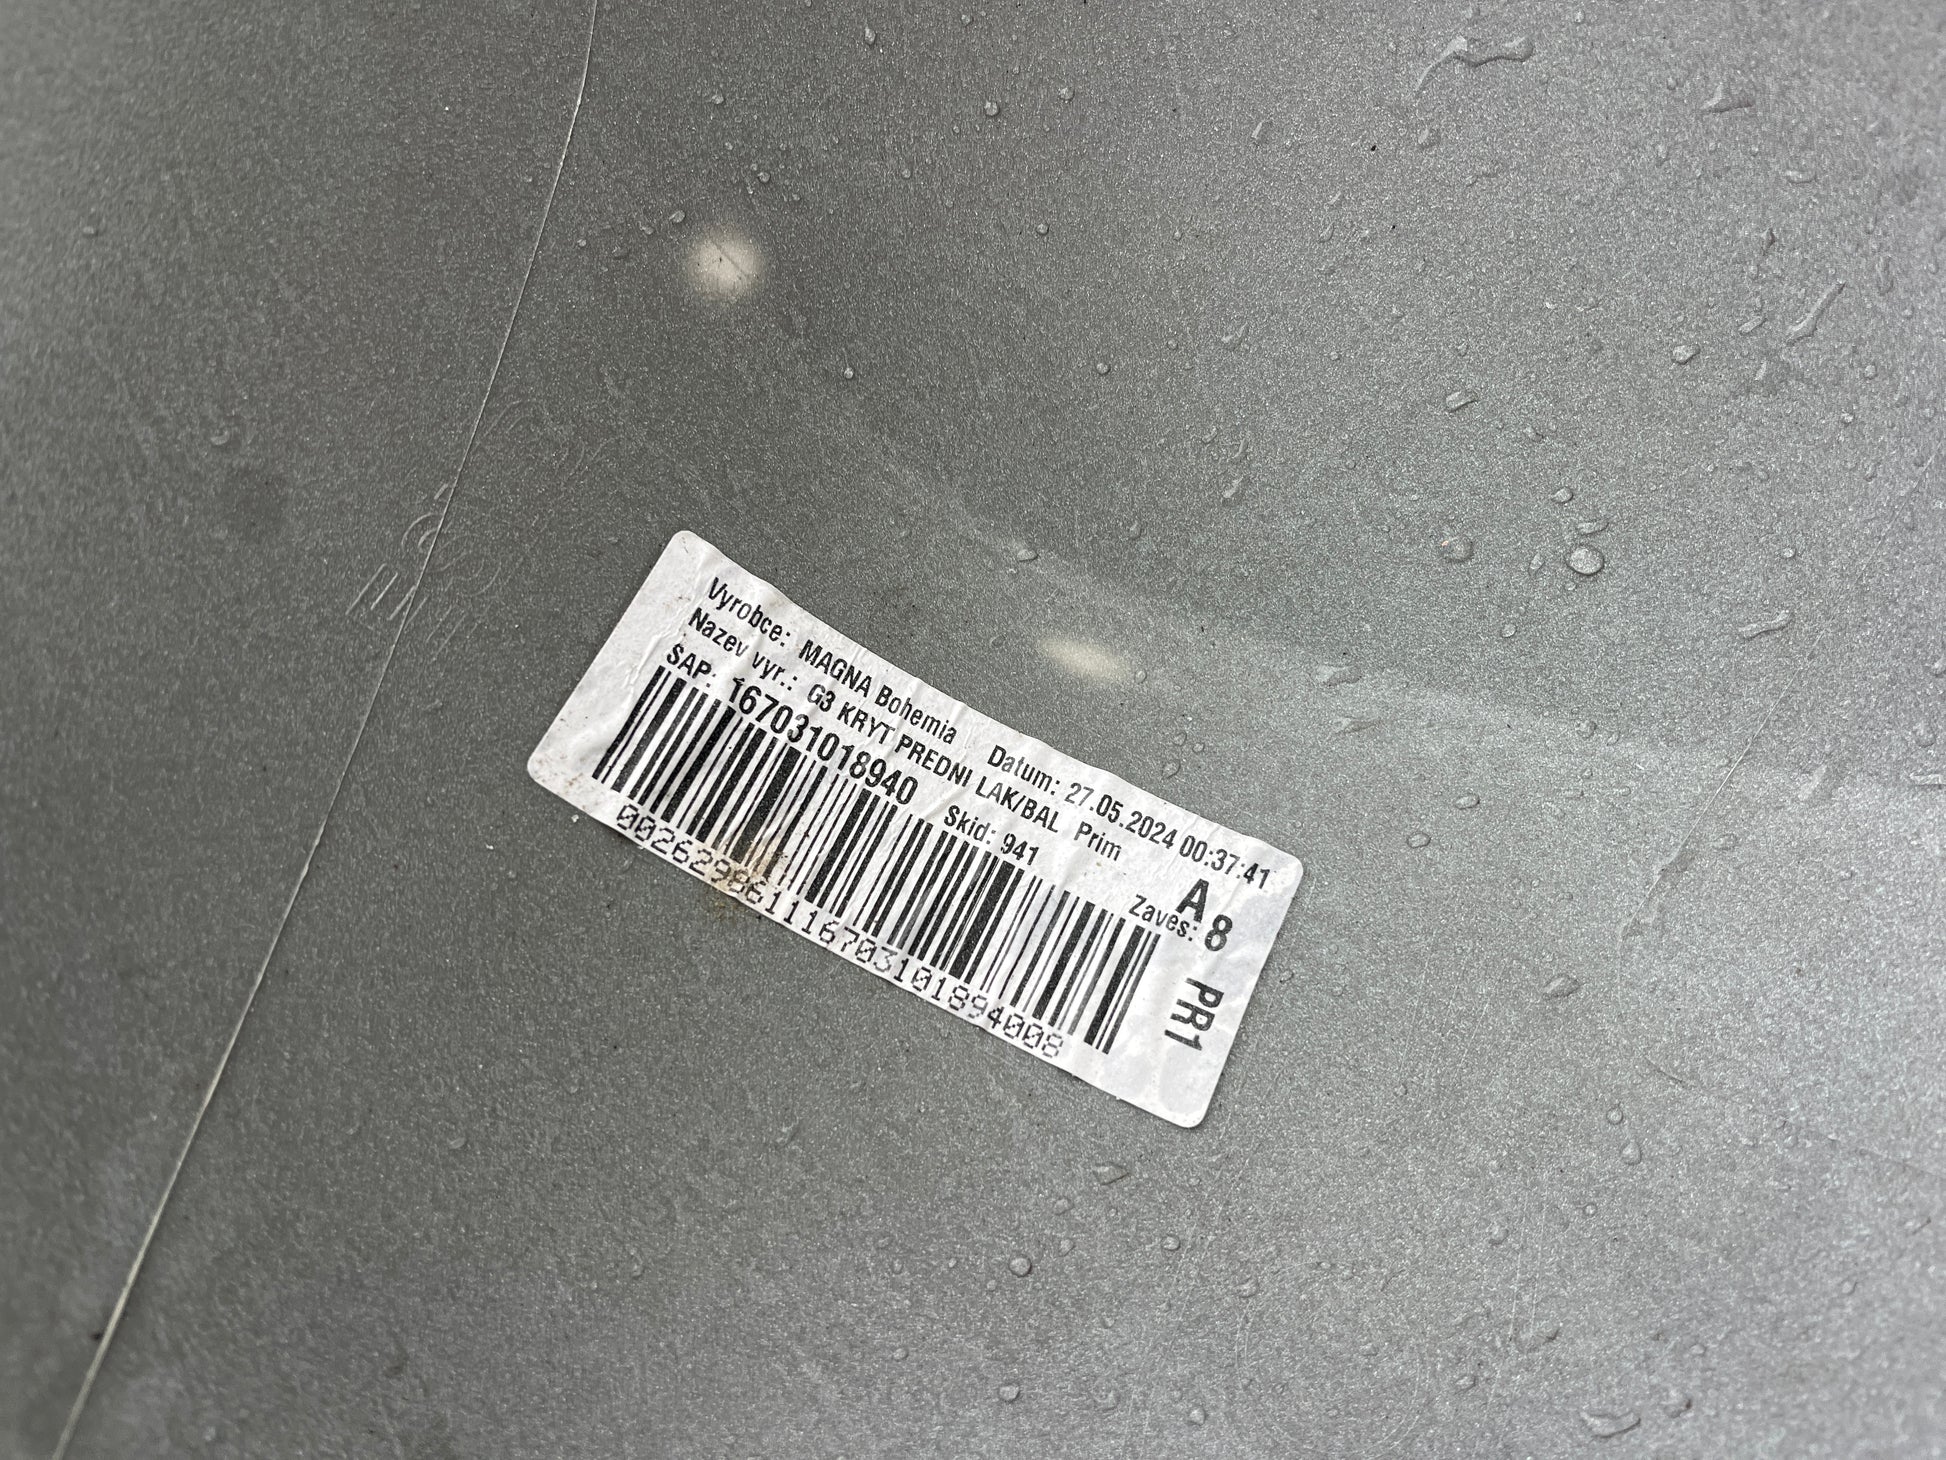 Vyrobce: MAGNA Bohemia Datum: 27.05.2024 00:37:41
Nazev vyr.: G3 KRYT PREDNI LAK/BAL Prim A
SAP: 167031018940 Skid: 941 Zaves: 8
PR1
00262986111670310189400​8